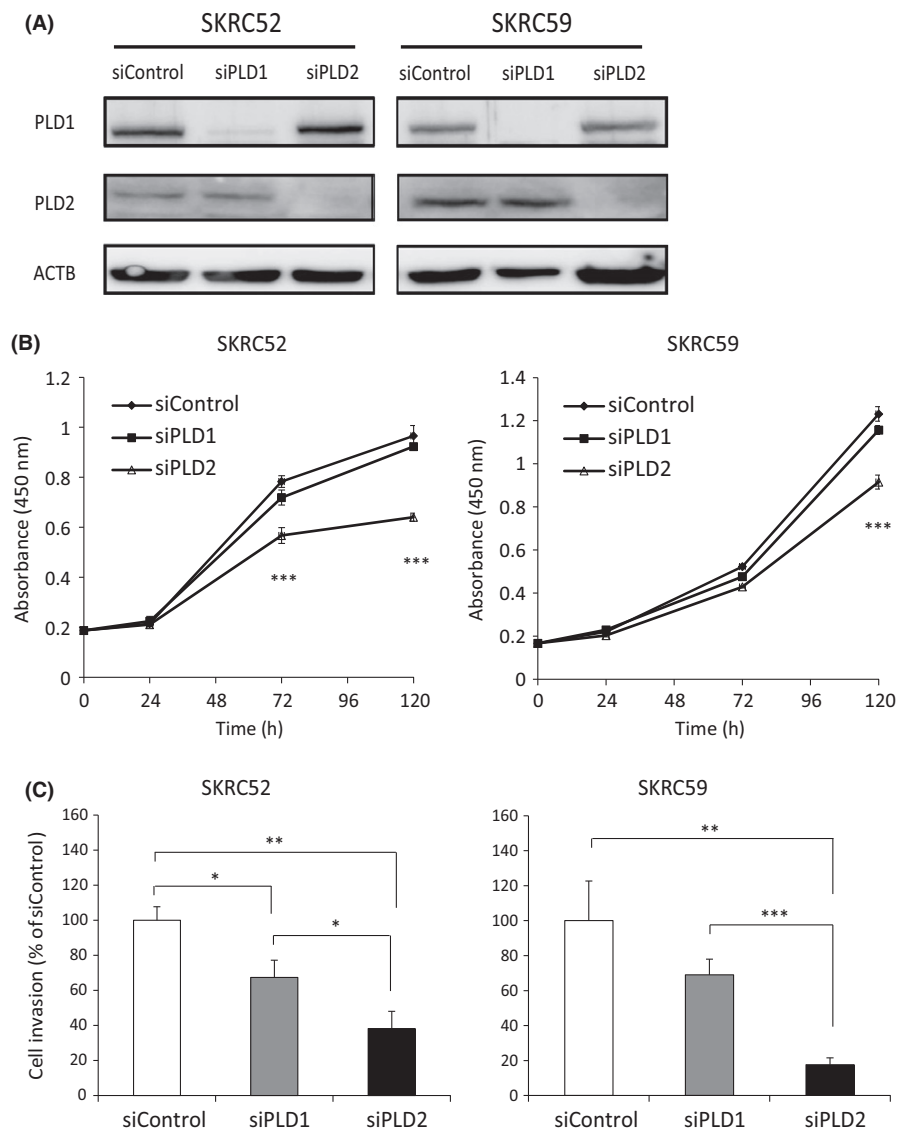 (A)
SKRC52 SKRC59
siControl siPLD1 siPLD2 siControl siPLD1 siPLD2
PLD1
PLD2
ACTB
(B)
SKRC52
Absorbance (450 nm)
1.2
1
0.8
0.6
0.4
0.2
0
siControl
siPLD1
siPLD2
***
***
0 24 48 72 96 120
Time (h)
SKRC59
Absorbance (450 nm)
1.4
1.2
1
0.8
0.6
0.4
0.2
0
siControl
siPLD1
siPLD2
***
0 24 48 72 96 120
Time (h)
(C)
SKRC52
Cell invasion (% of siControl)
160
140
120
100
80
60
40
20
0
**
*
*
siControl siPLD1 siPLD2
SKRC59
160
140
120
100
80
60
40
20
0
**
***
siControl siPLD1 siPLD2